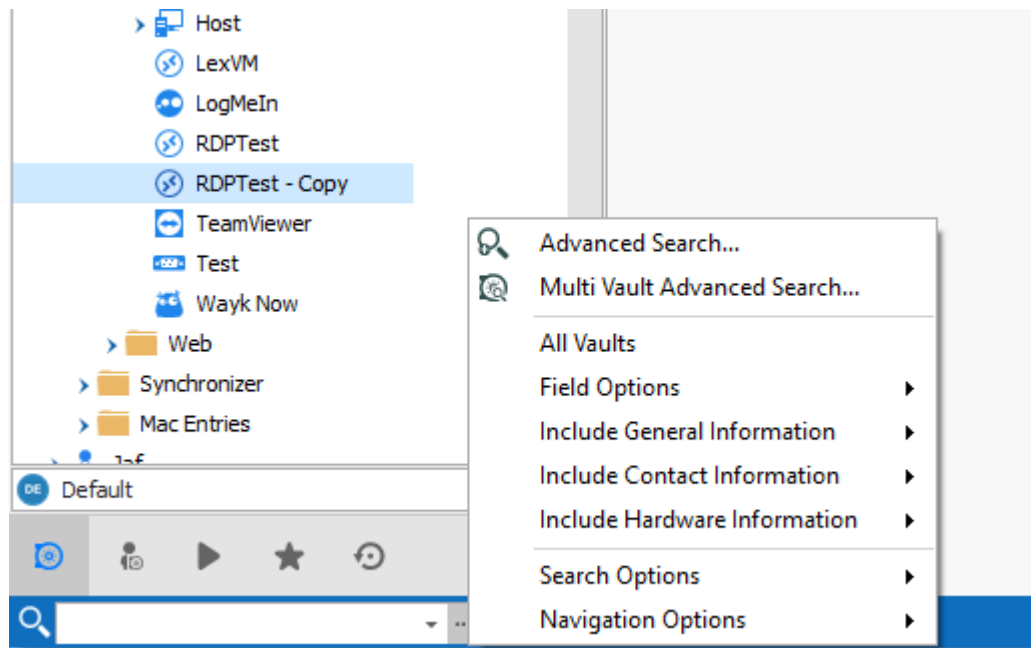 Host
LexVM
LogMeIn
RDPTest
RDPTest - Copy
TeamViewer
Test
Wayk Now
Web
Synchronizer
Mac Entries
DE Default
Advanced Search...
Multi Vault Advanced Search...
All Vaults
Field Options
Include General Information
Include Contact Information
Include Hardware Information
Search Options
Navigation Options